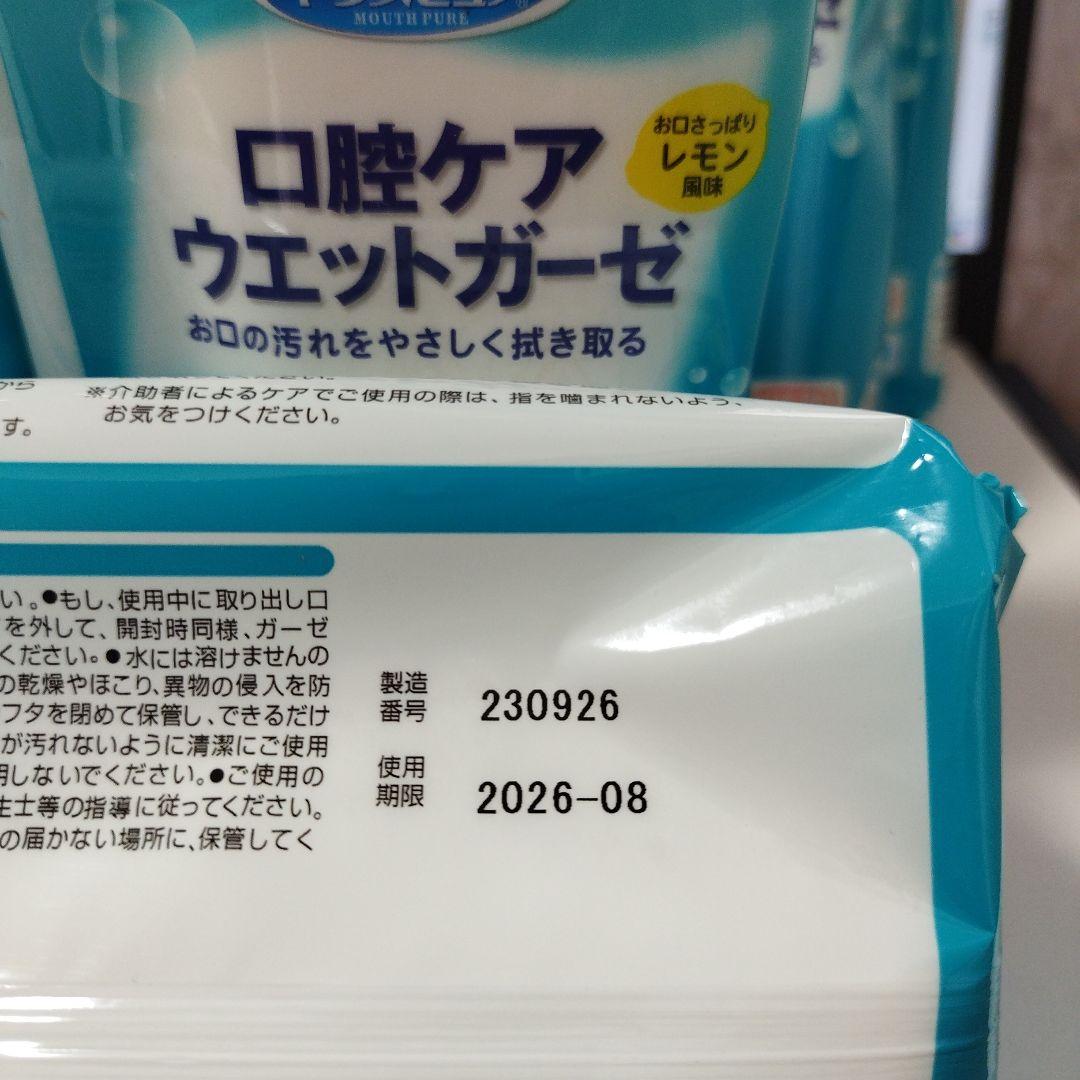 MOUTH PURE
お口さっぱり
レモン
風味
口腔ケア
ウエットガーゼ
お口の汚れをやさしく拭き取る
から
す。
※介助者によるケアでご使用の際は、指を噛まれないよう、
お気をつけください。
い。●もし、使用中に取り出し口
を外して、開封時同様、ガーゼ
ください。●水には溶けませんの
の乾燥やほこり、異物の侵入を防
フタを閉めて保管し、できるだけ
が汚れないように清潔にご使用
しないでください。●ご使用の
生士等の指導に従ってください。
の届かない場所に、保管してく
製造
番号
230926
使用
期限
2026-08